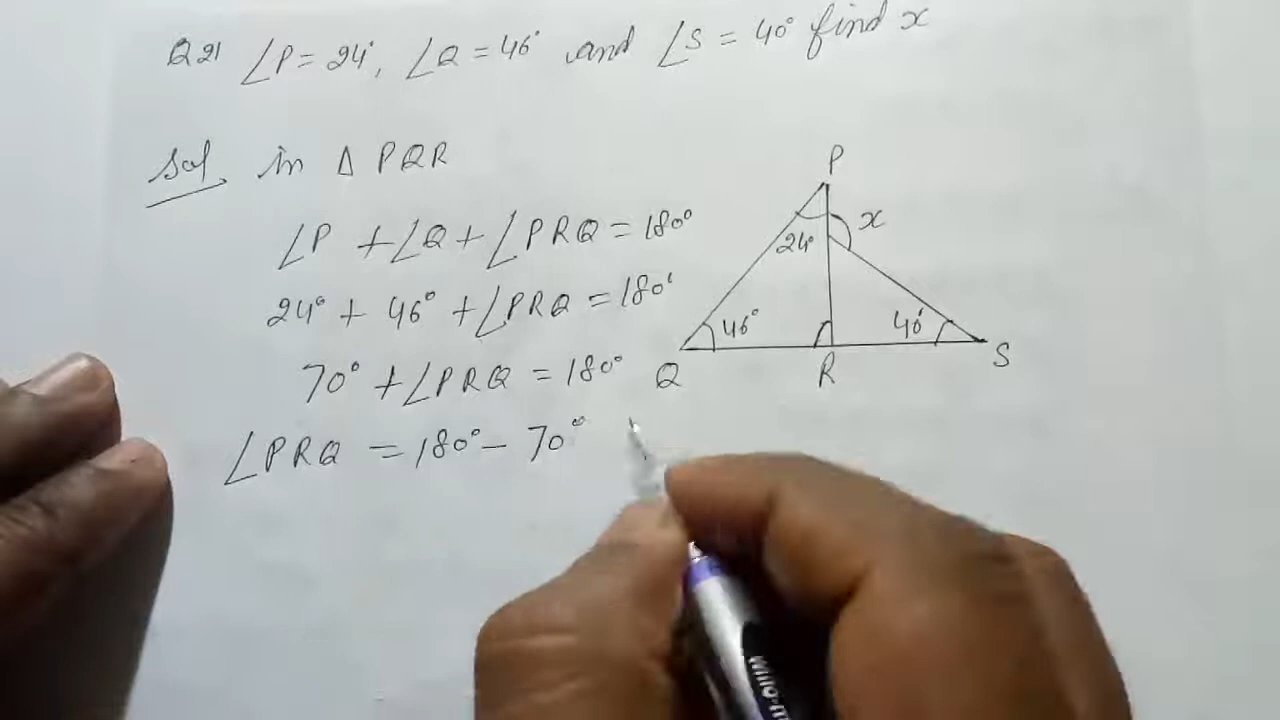 Q21 ∠P = 24°, ∠Q = 46° and ∠S = 40° find x
Sol. in Δ PQR
∠P + ∠Q + ∠PRQ = 180°
24° + 46° + ∠PRQ = 180°
70° + ∠PRQ = 180°
∠PRQ = 180° - 70°
P
x
24°
46°
40°
Q
R
S